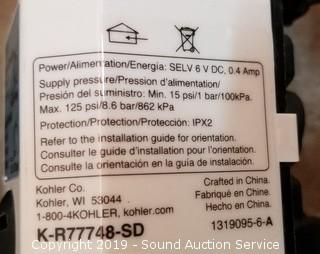 Power/Alimentation/Energía: SELV 6 V DC, 0.4 Amp
Supply pressure/Pression d'alimentation/
Presión del suministro: Min. 15 psi/1 bar/100kPa.
Max. 125 psi/8.6 bar/862 kPa
Protection/Protection/Protección: IPX2
Refer to the installation guide for orientation.
Consulter le guide d'installation pour l'orientation.
Consulte la orientación en la guia de instalación.
Kohler Co.
Kohler, WI 53044
1-800-4KOHLER, kohler.com
K-R77748-SD
Crafted in China.
Fabriqué en Chine.
Hecho en China.
1319095-6-A
Copyright 2019 - Sound Auction Service